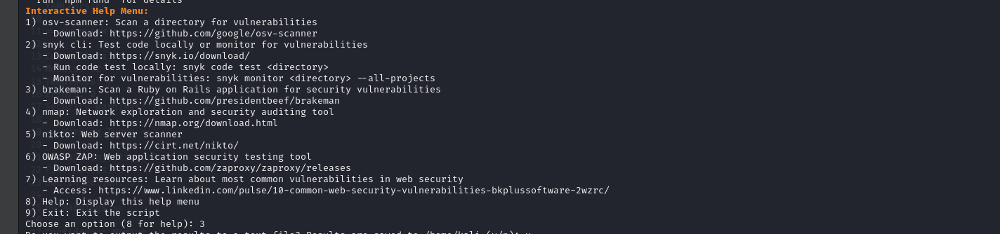 run `npm fund` for details
Interactive Help Menu:
1) osv-scanner: Scan a directory for vulnerabilities
   - Download: https://github.com/google/osv-scanner
2) snyk cli: Test code locally or monitor for vulnerabilities
   - Download: https://snyk.io/download/
   - Run code test locally: snyk code test <directory>
   - Monitor for vulnerabilities: snyk monitor <directory> --all-projects
3) brakeman: Scan a Ruby on Rails application for security vulnerabilities
   - Download: https://github.com/presidentbeef/brakeman
4) nmap: Network exploration and security auditing tool
   - Download: https://nmap.org/download.html
5) nikto: Web server scanner
   - Download: https://cirt.net/nikto/
6) OWASP ZAP: Web application security testing tool
   - Download: https://github.com/zaproxy/zaproxy/releases
7) Learning resources: Learn about most common vulnerabilities in web security
   - Access: https://www.linkedin.com/pulse/10-common-web-security-vulnerabilities-bkplussoftware-2wzrc/
8) Help: Display this help menu
9) Exit: Exit the script
Choose an option (8 for help): 3
Do you want to output the results to a text file? Results are saved to /home/kali (y/n): y